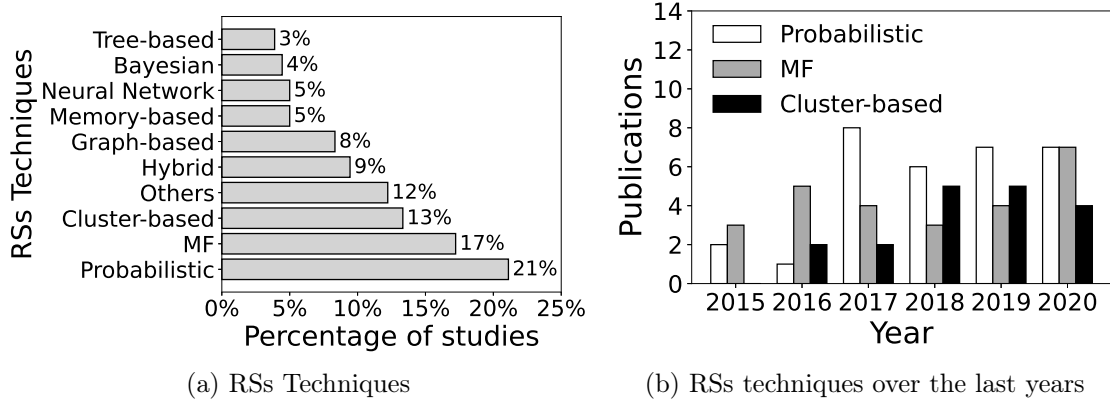 RSs Techniques
Tree-based 3%
Bayesian 4%
Neural Network 5%
Memory-based 5%
Graph-based 8%
Hybrid 9%
Others 12%
Cluster-based 13%
MF 17%
Probabilistic 21%
0% 5% 10% 15% 20% 25%
Percentage of studies
(a) RSs Techniques
Publications
14
12
10
8
6
4
2
0
Probabilistic
MF
Cluster-based
2015 2016 2017 2018 2019 2020
Year
(b) RSs techniques over the last years